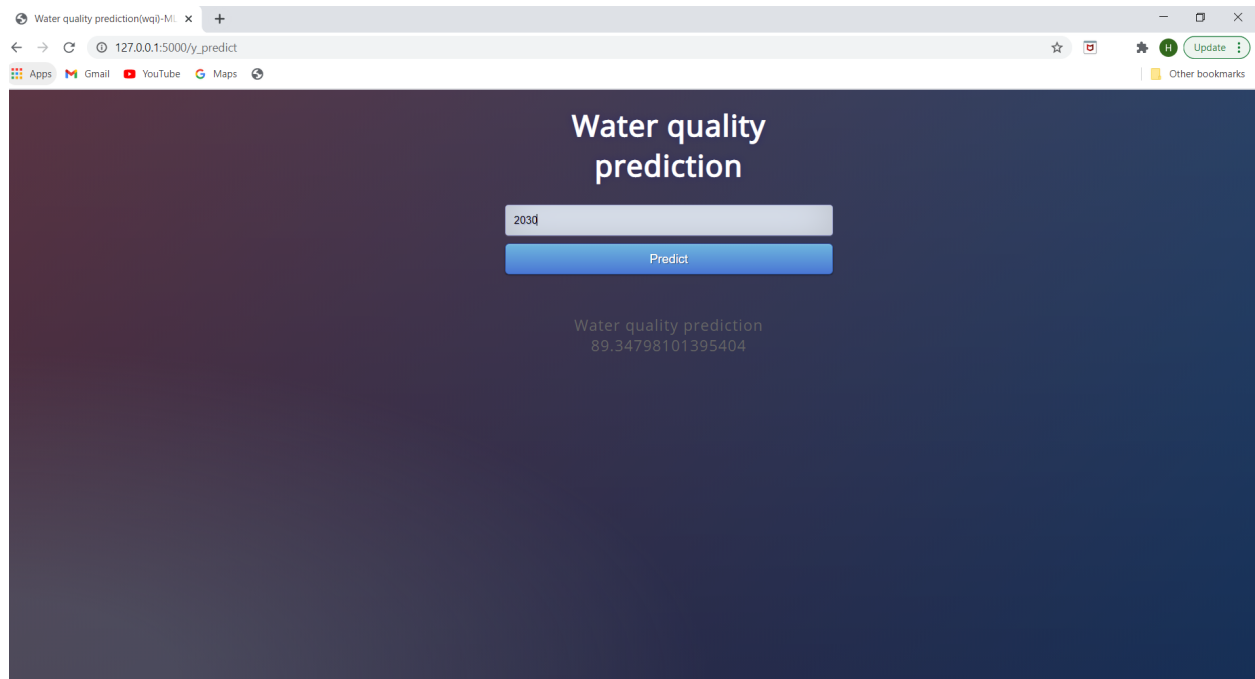 Water quality prediction(wqi)-ML
127.0.0.1:5000/y_predict
H
Update
Apps
Gmail
YouTube
Maps
Other bookmarks
Water quality
prediction
2030
Predict
Water quality prediction
89.34798101395404